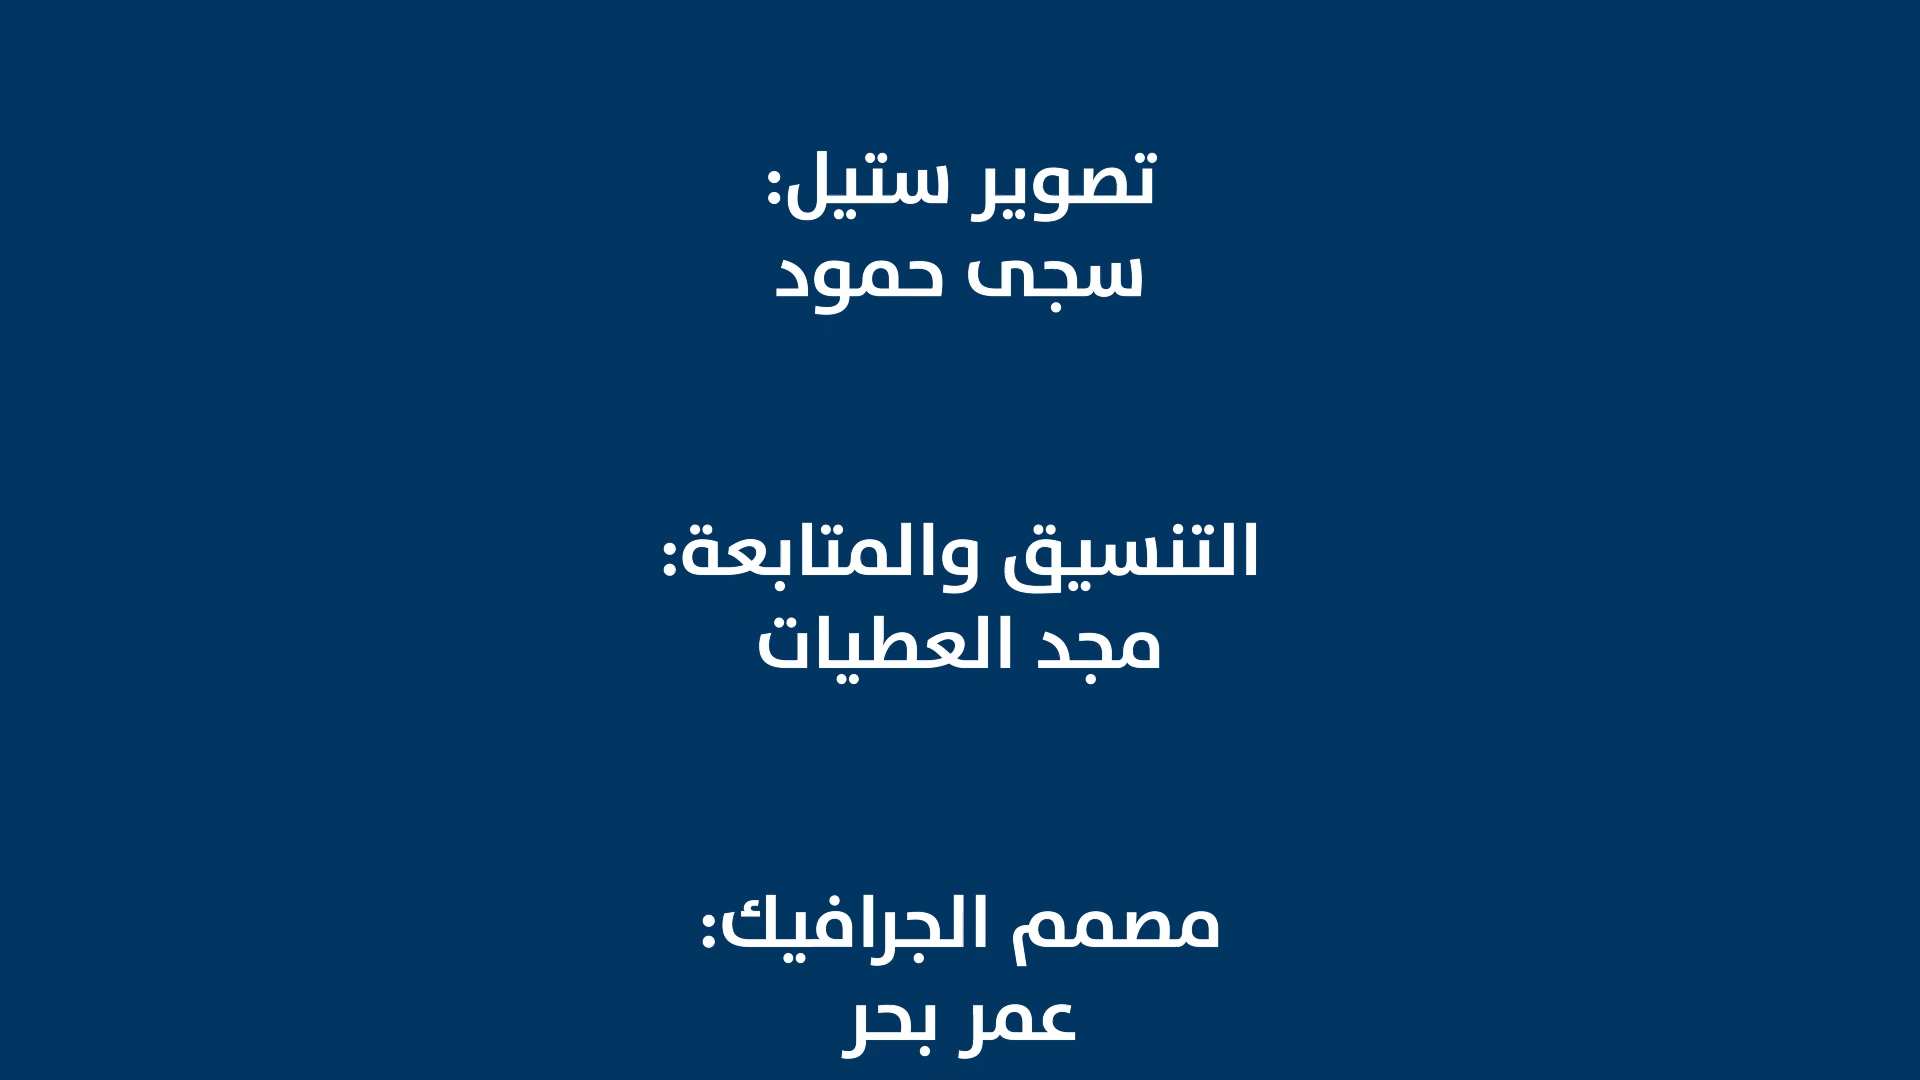 تصوير ستيل:
سجى حمود
التنسيق والمتابعة:
مجد العطيات
مصمم الجرافيك:
عمر بحر